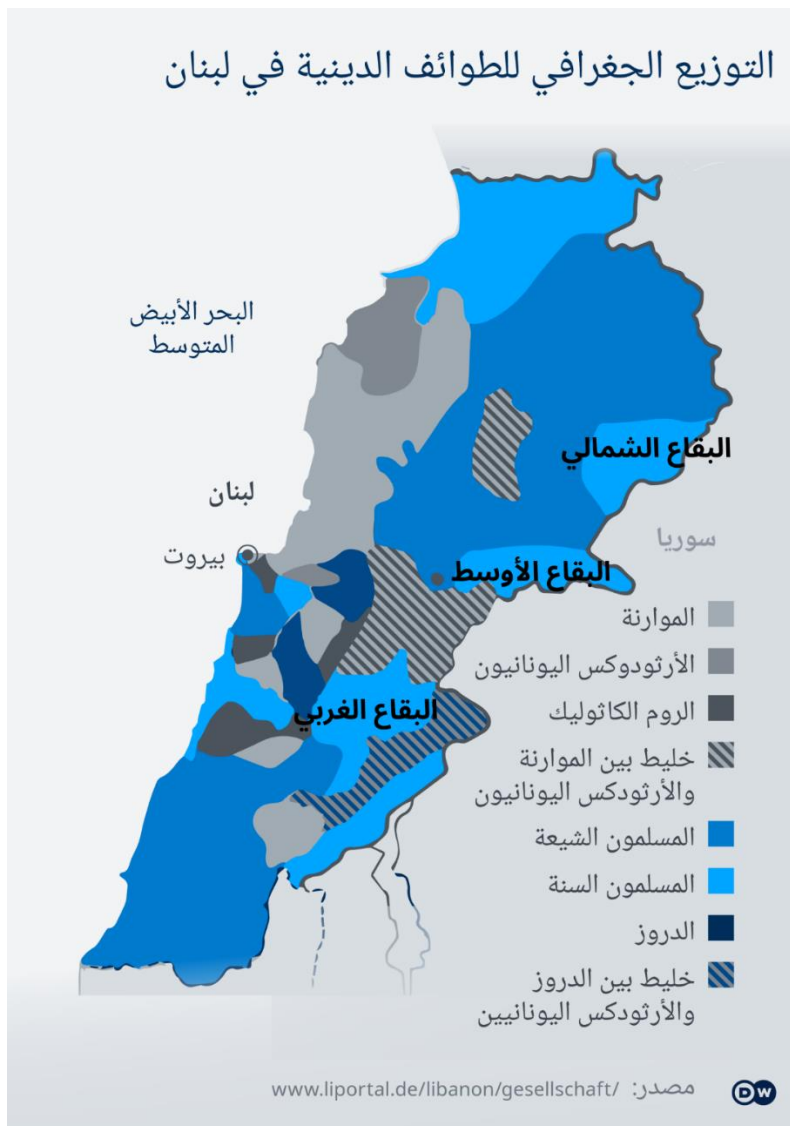 التوزيع الجغرافي للطوائف الدينية في لبنان
البحر الأبيض
المتوسط
البقاع الشمالي
لبنان
سوريا
بيروت
البقاع الأوسط
الموارنة
الأرثودوكس اليونانيون
البقاع الغربي
الروم الكاثوليك
خليط بين الموارنة
والأرثودكس اليونانيون
المسلمون الشيعة
المسلمون السنة
الدروز
خليط بين الدروز
والأرثودكس اليونانيين
مصدر: www.liportal.de/libanon/gesellschaft/
DW